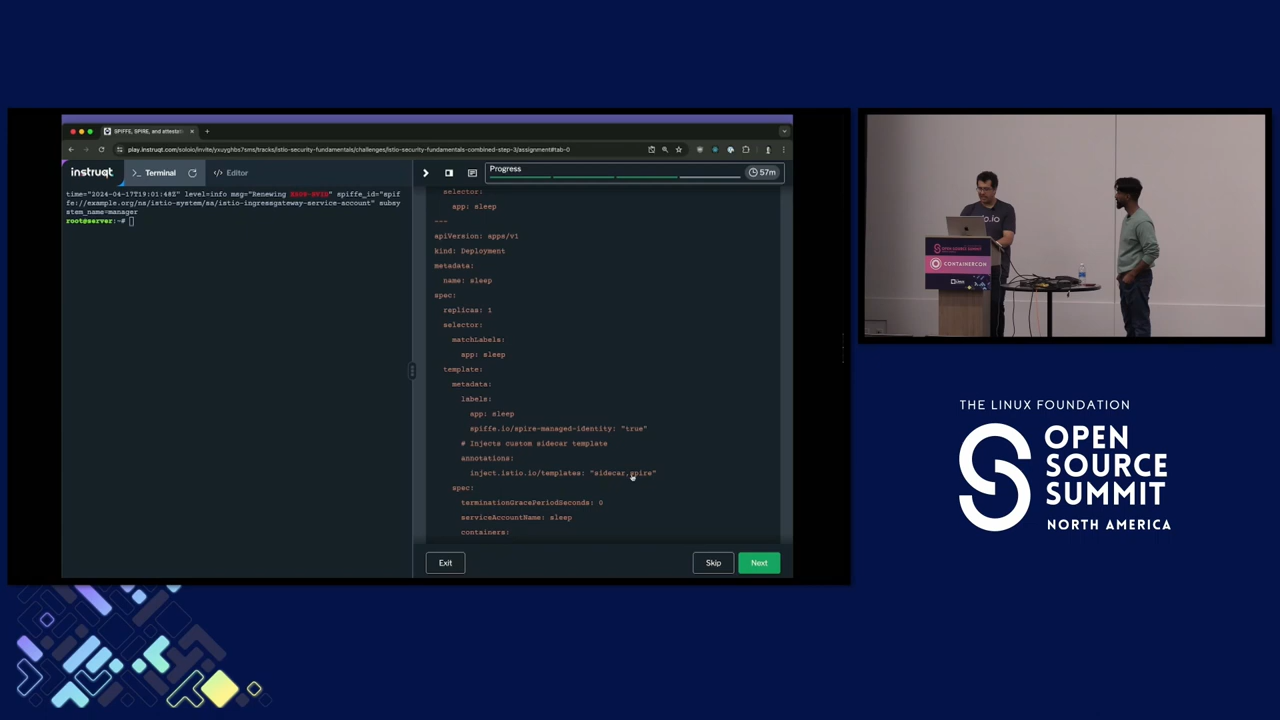 SPIFFE, SPIRE, and attesta
play.instruqt.com/soloio/invite/yxuyghbs7sms/tracks/istio-security-fundamentals/challenges/istio-security-fundamentals-combined-step-3/assignment#tab-0
instruqt
Terminal
Editor
Progress
57m
time="2024-04-17T19:01:48Z" level=info msg="Renewing X509-SVID" spiffe_id="spif
fe://example.org/ns/istio-system/sa/istio-ingressgateway-service-account" subsy
stem_name=manager
root@server:~#
selector:
app: sleep
---
apiVersion: apps/v1
kind: Deployment
metadata:
name: sleep
spec:
replicas: 1
selector:
matchLabels:
app: sleep
template:
metadata:
labels:
app: sleep
spiffe.io/spire-managed-identity: "true"
# Injects custom sidecar template
annotations:
inject.istio.io/templates: "sidecar,spire"
spec:
terminationGracePeriodSeconds: 0
serviceAccountName: sleep
containers:
Exit
Skip
Next
CONTAINERCON
THE LINUX FOUNDATION
OPEN
SOURCE
SUMMIT
NORTH AMERICA